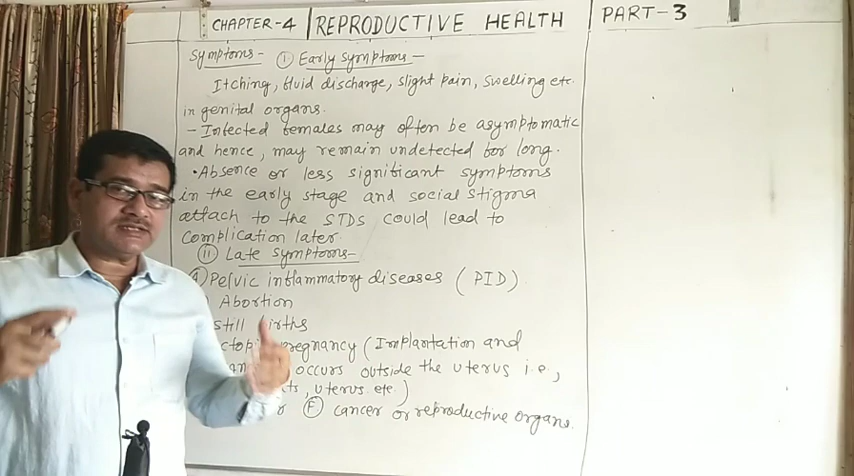 CHAPTER-4 REPRODUCTIVE HEALTH PART-3
Symptoms- (I) Early symptoms-
Itching, fluid discharge, slight pain, swelling etc.
in genital organs.
- Infected females may often be asymptomatic
and hence, may remain undetected for long.
• Absence or less significant symptoms
in the early stage and social stigma
attach to the STDs could lead to
complication later.
(II) Late symptoms-
(A) Pelvic inflammatory diseases (PID)
Abortion
still births
pregnancy (Implantation and
occurs outside the uterus i.e.,
uterus etc.)
(F) cancer or reproductive organs.